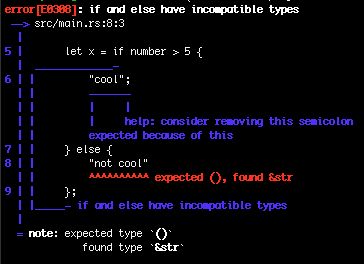 error[E0308]: if and else have incompatible types
--> src/main.rs:8:3
5 | let x = if number > 5 {
| ______________-
6 | | "cool";
| | -------
| | | |
| | | help: consider removing this semicolon
| | expected because of this
7 | | } else {
8 | | "not cool"
| | ^^^^^^^^^^ expected (), found &str
9 | | };
| |_____- if and else have incompatible types
|
= note: expected type `()`
found type `&str`